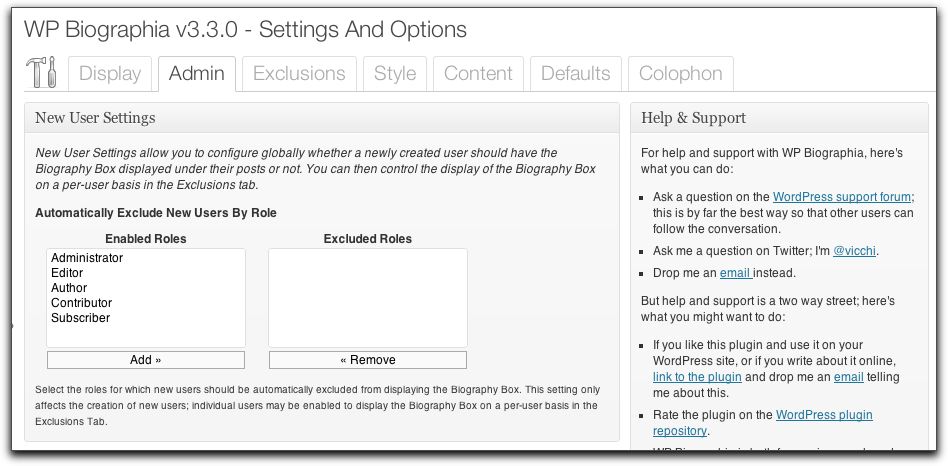 WP Biographia v3.3.0 - Settings And Options
Display
Admin
Exclusions
Style
Content
Defaults
Colophon
New User Settings
New User Settings allow you to configure globally whether a newly created user should have the
Biography Box displayed under their posts or not. You can then control the display of the Biography Box
on a per-user basis in the Exclusions tab.
Automatically Exclude New Users By Role
Enabled Roles
Administrator
Editor
Author
Contributor
Subscriber
Add »
Excluded Roles
« Remove
Select the roles for which new users should be automatically excluded from displaying the Biography Box. This setting only
affects the creation of new users; individual users may be enabled to display the Biography Box on a per-user basis in the
Exclusions Tab.
Help & Support
For help and support with WP Biographia, here's
what you can do:
Ask a question on the WordPress support forum;
this is by far the best way so that other users can
follow the conversation.
Ask me a question on Twitter; I'm @vicchi.
Drop me an email instead.
But help and support is a two way street; here's
what you might want to do:
If you like this plugin and use it on your
WordPress site, or if you write about it online,
link to the plugin and drop me an email telling
me about this.
Rate the plugin on the WordPress plugin
repository.